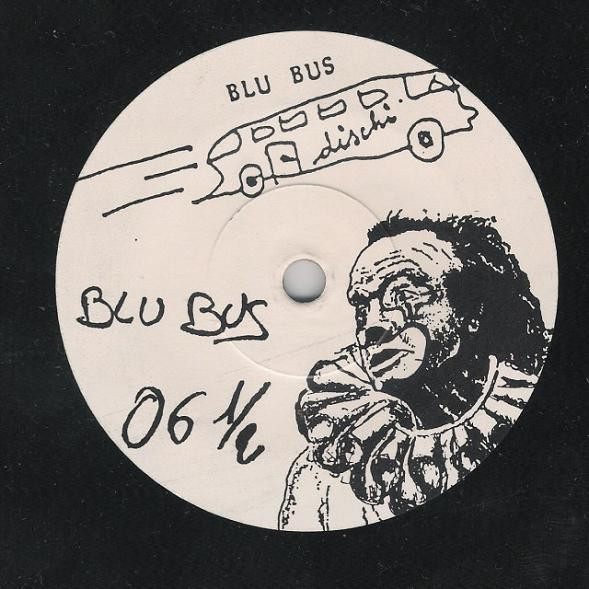 BLU BUS
dischi.
BLU BUS
06 1/2